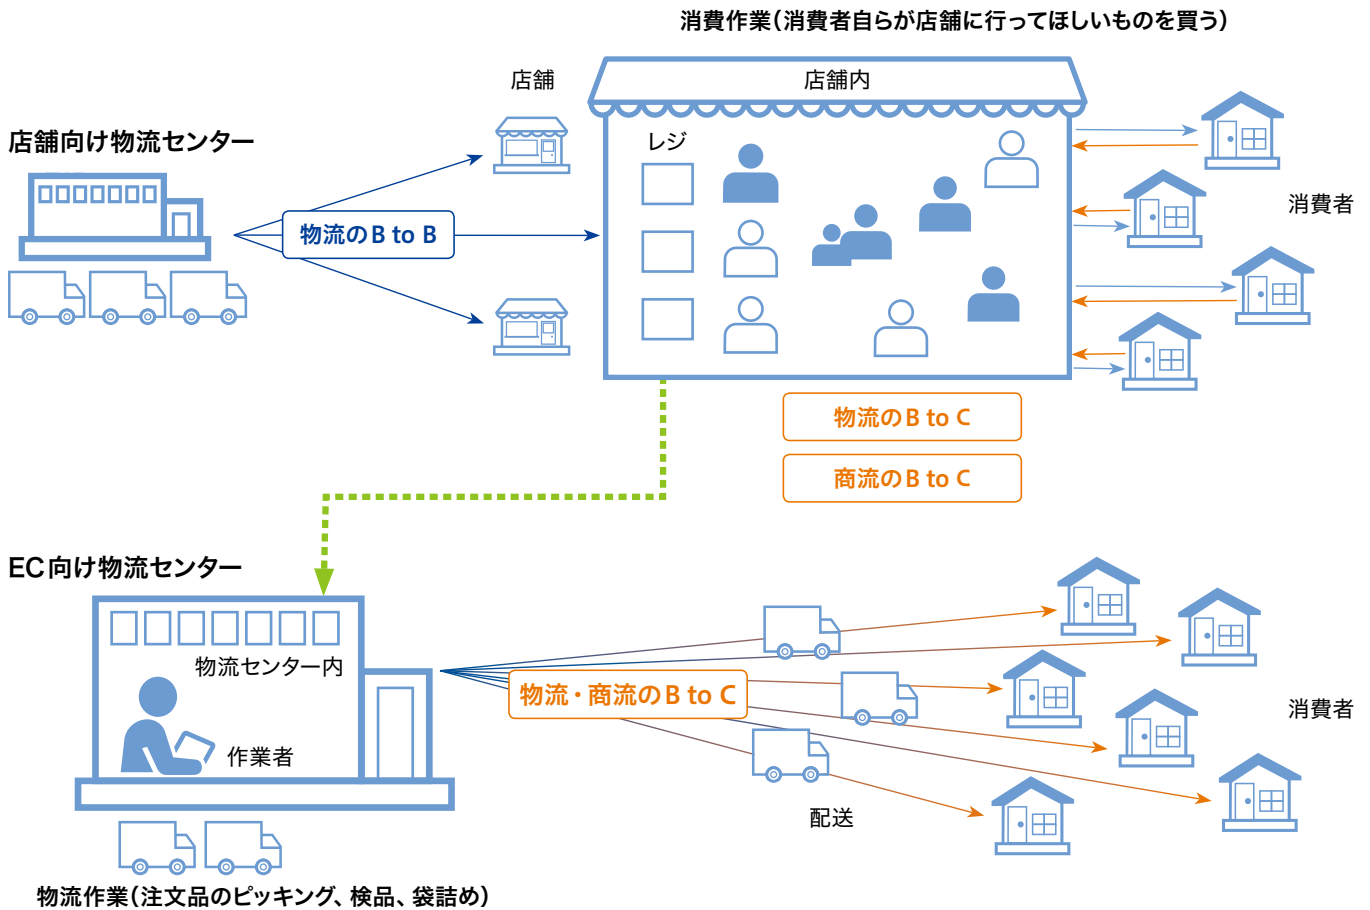 消費作業(消費者自らが店舗に行ってほしいものを買う)
店舗
店舗内
店舗向け物流センター
レジ
物流のB to B
消費者
物流のB to C
商流のB to C
EC向け物流センター
物流センター内
物流・商流のB to C
消費者
作業者
配送
物流作業(注文品のピッキング、検品、袋詰め)